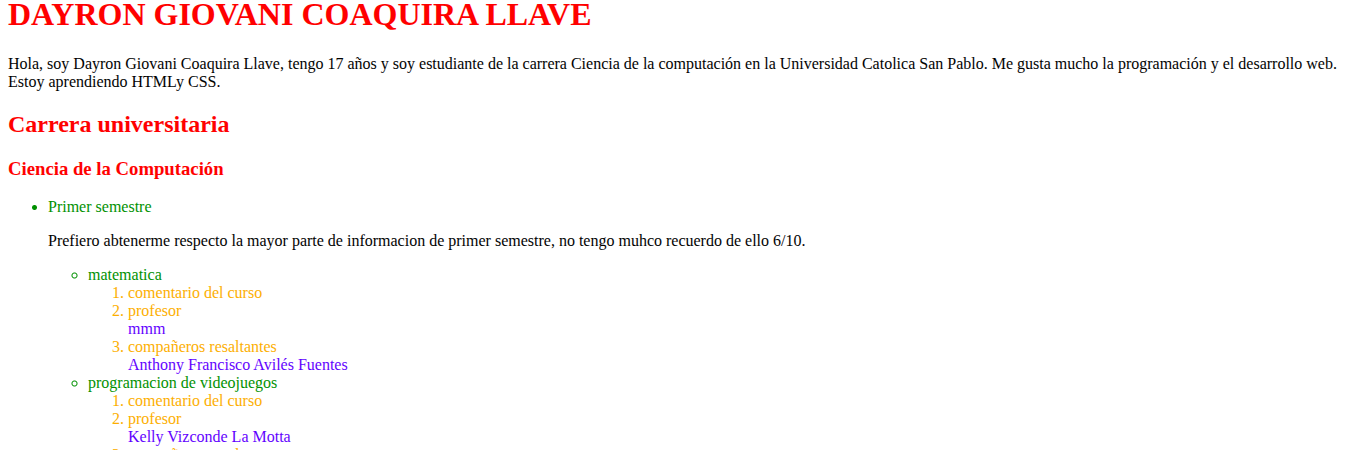 DAYRON GIOVANI COAQUIRA LLAVE
Hola, soy Dayron Giovani Coaquira Llave, tengo 17 años y soy estudiante de la carrera Ciencia de la computación en la Universidad Catolica San Pablo. Me gusta mucho la programación y el desarrollo web.
Estoy aprendiendo HTMLy CSS.
Carrera universitaria
Ciencia de la Computación
• Primer semestre
Prefiero abtenerme respecto la mayor parte de informacion de primer semestre, no tengo muhco recuerdo de ello 6/10.
◦ matematica
1. comentario del curso
2. profesor
mmm
3. compañeros resaltantes
Anthony Francisco Avilés Fuentes
◦ programacion de videojuegos
1. comentario del curso
2. profesor
Kelly Vizconde La Motta